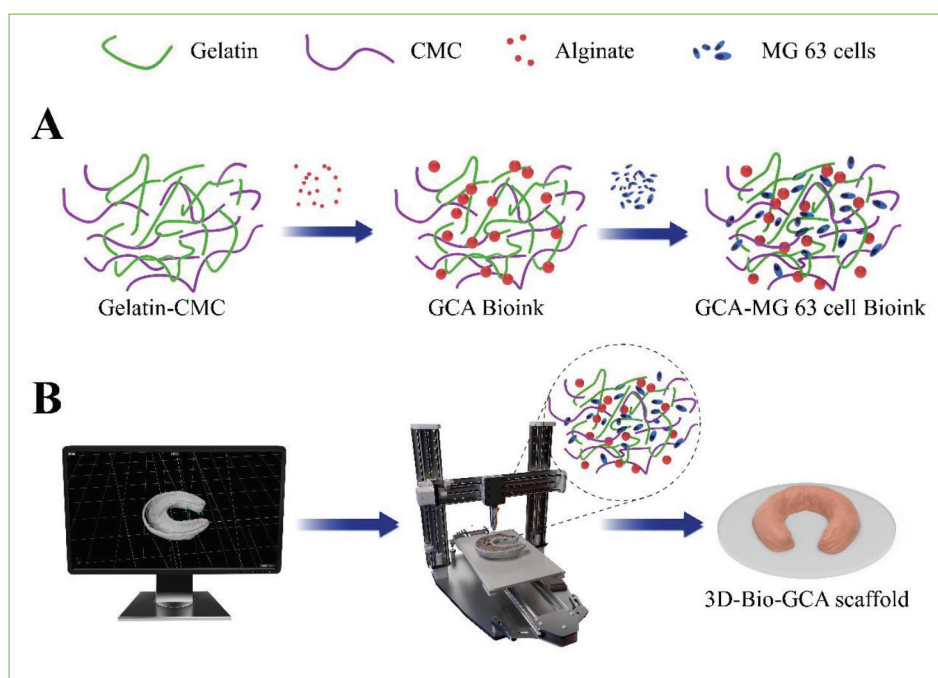 Gelatin CMC Alginate MG 63 cells
A
Gelatin-CMC GCA Bioink GCA-MG 63 cell Bioink
B
3D-Bio-GCA scaffold